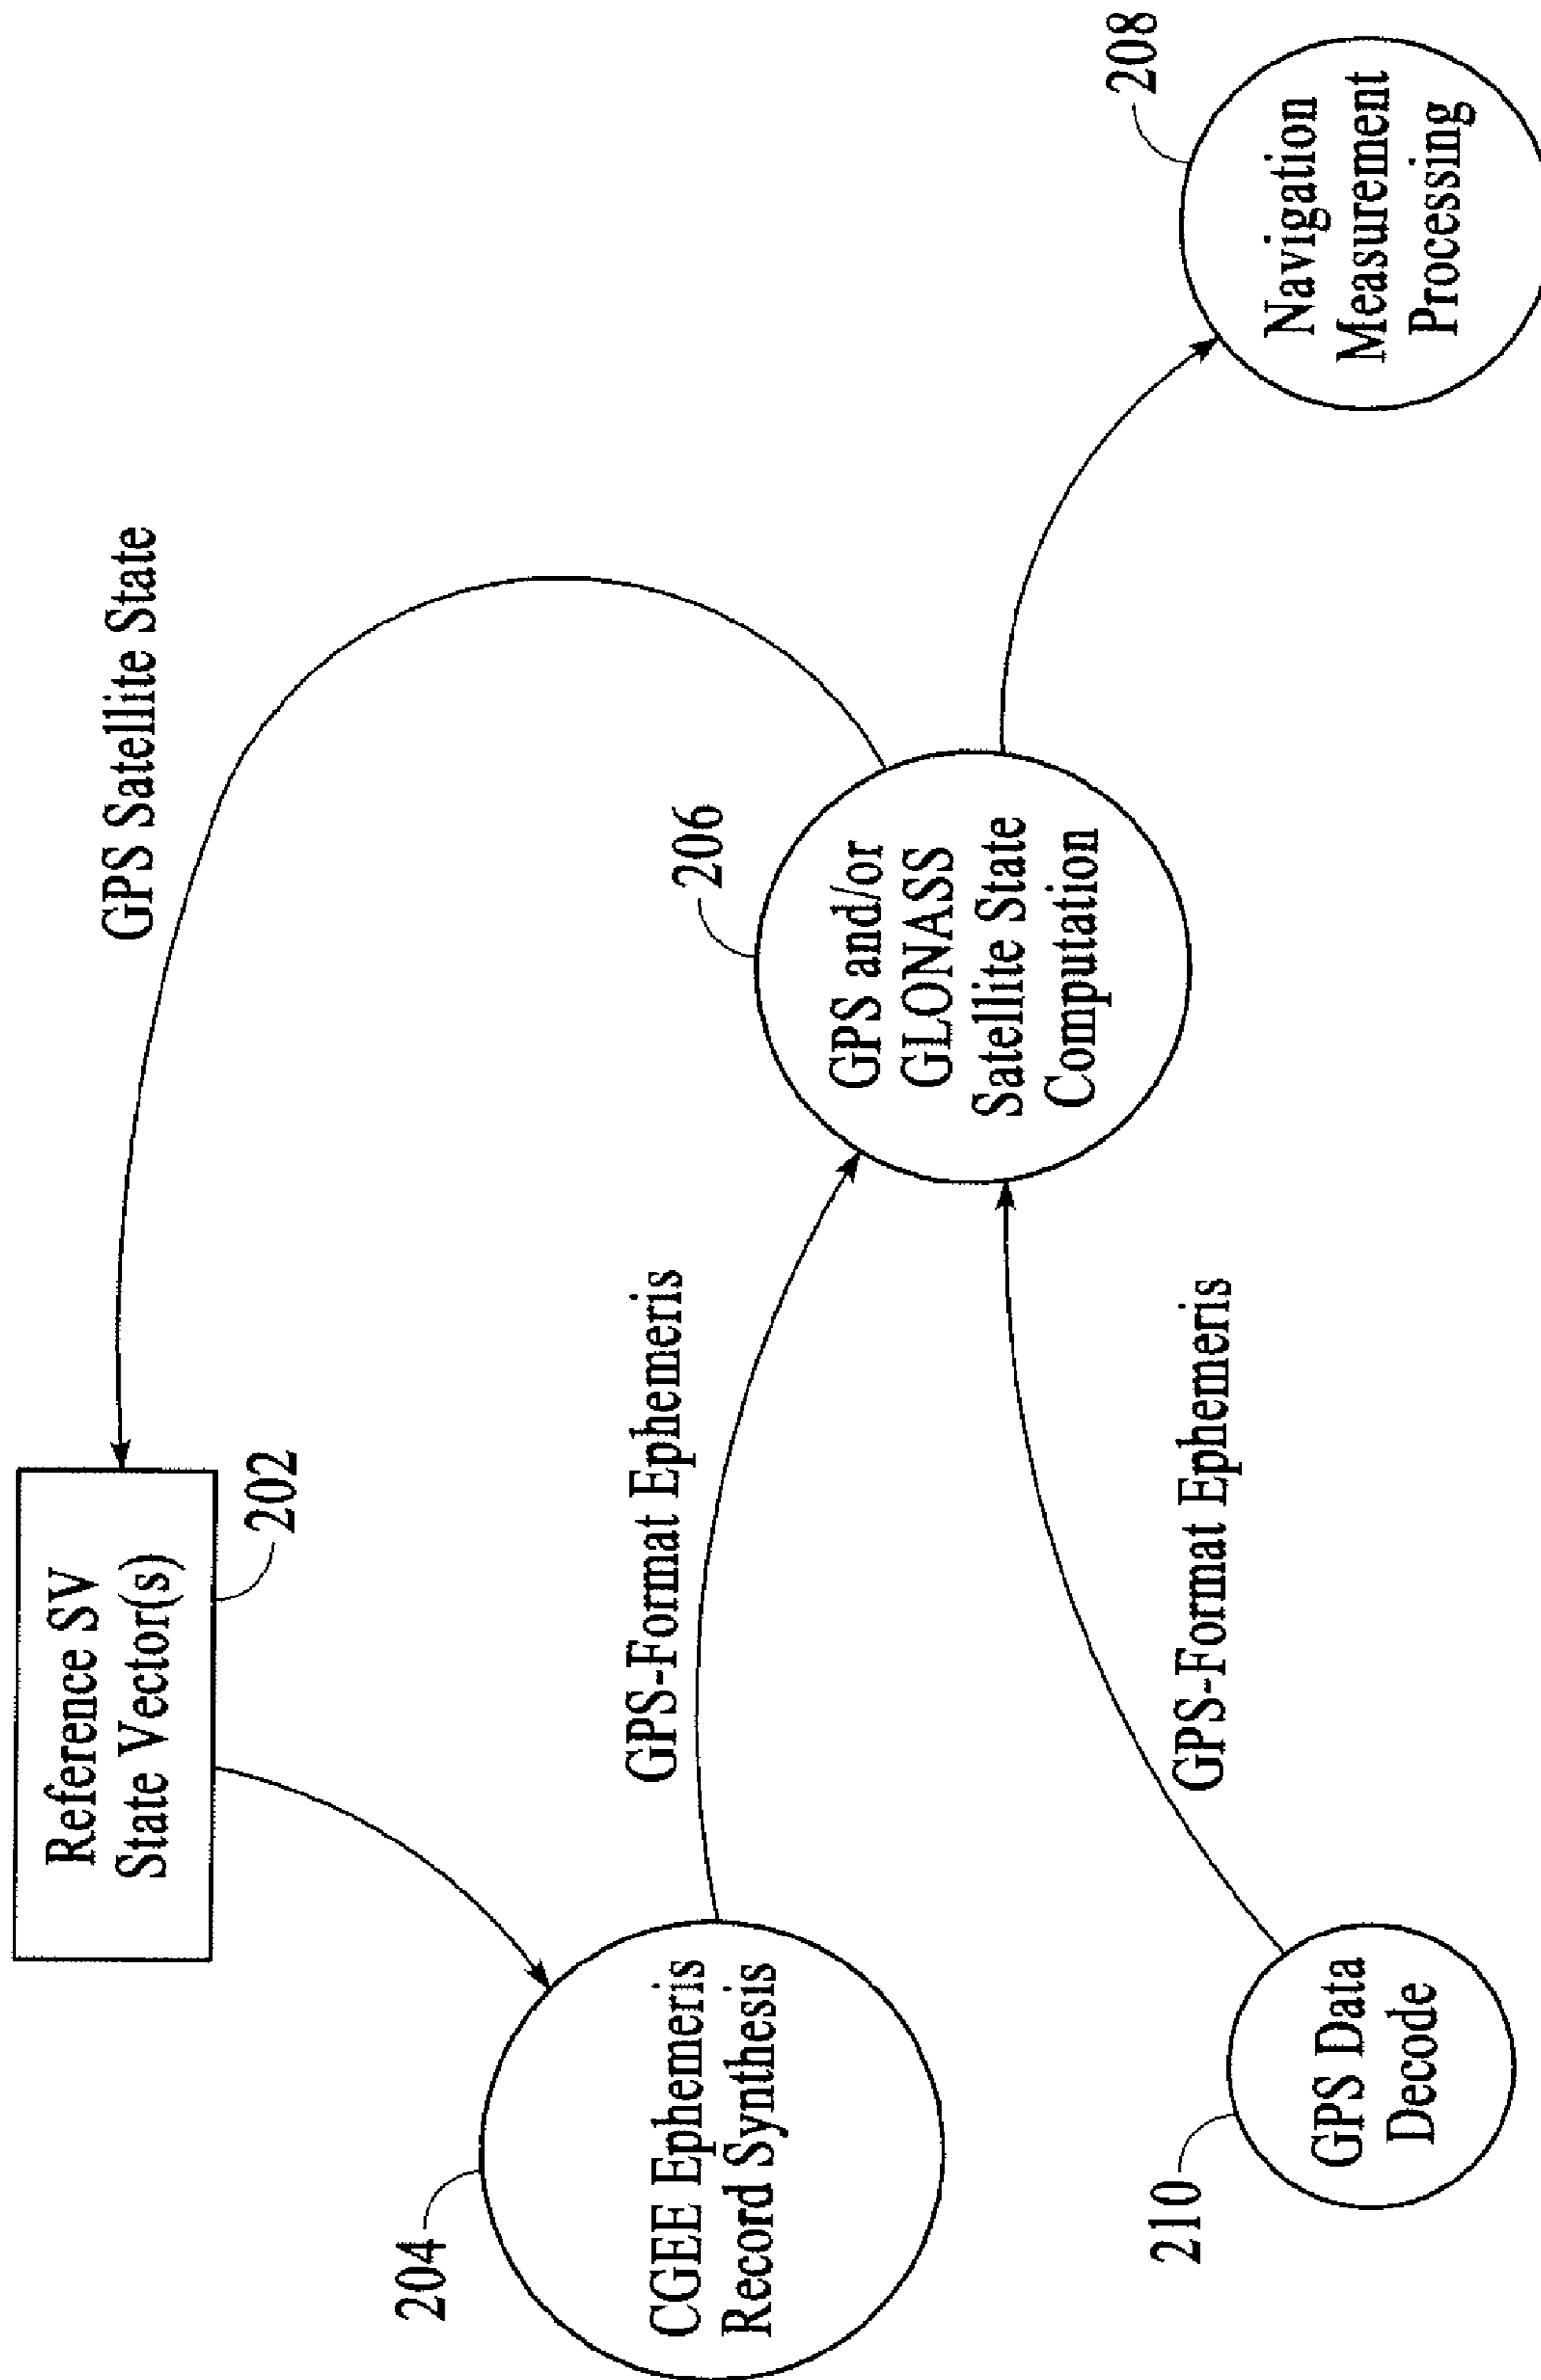 Reference SV
State Vector(s)
202
GPS Satellite State
204
CGEE Ephemeris
Record Synthesis
GPS-Format Ephemeris
206
GPS and/or
GLONASS
Satellite State
Computation
208
Navigation
Measurement
Processing
GPS-Format Ephemeris
210
GPS Data
Decode